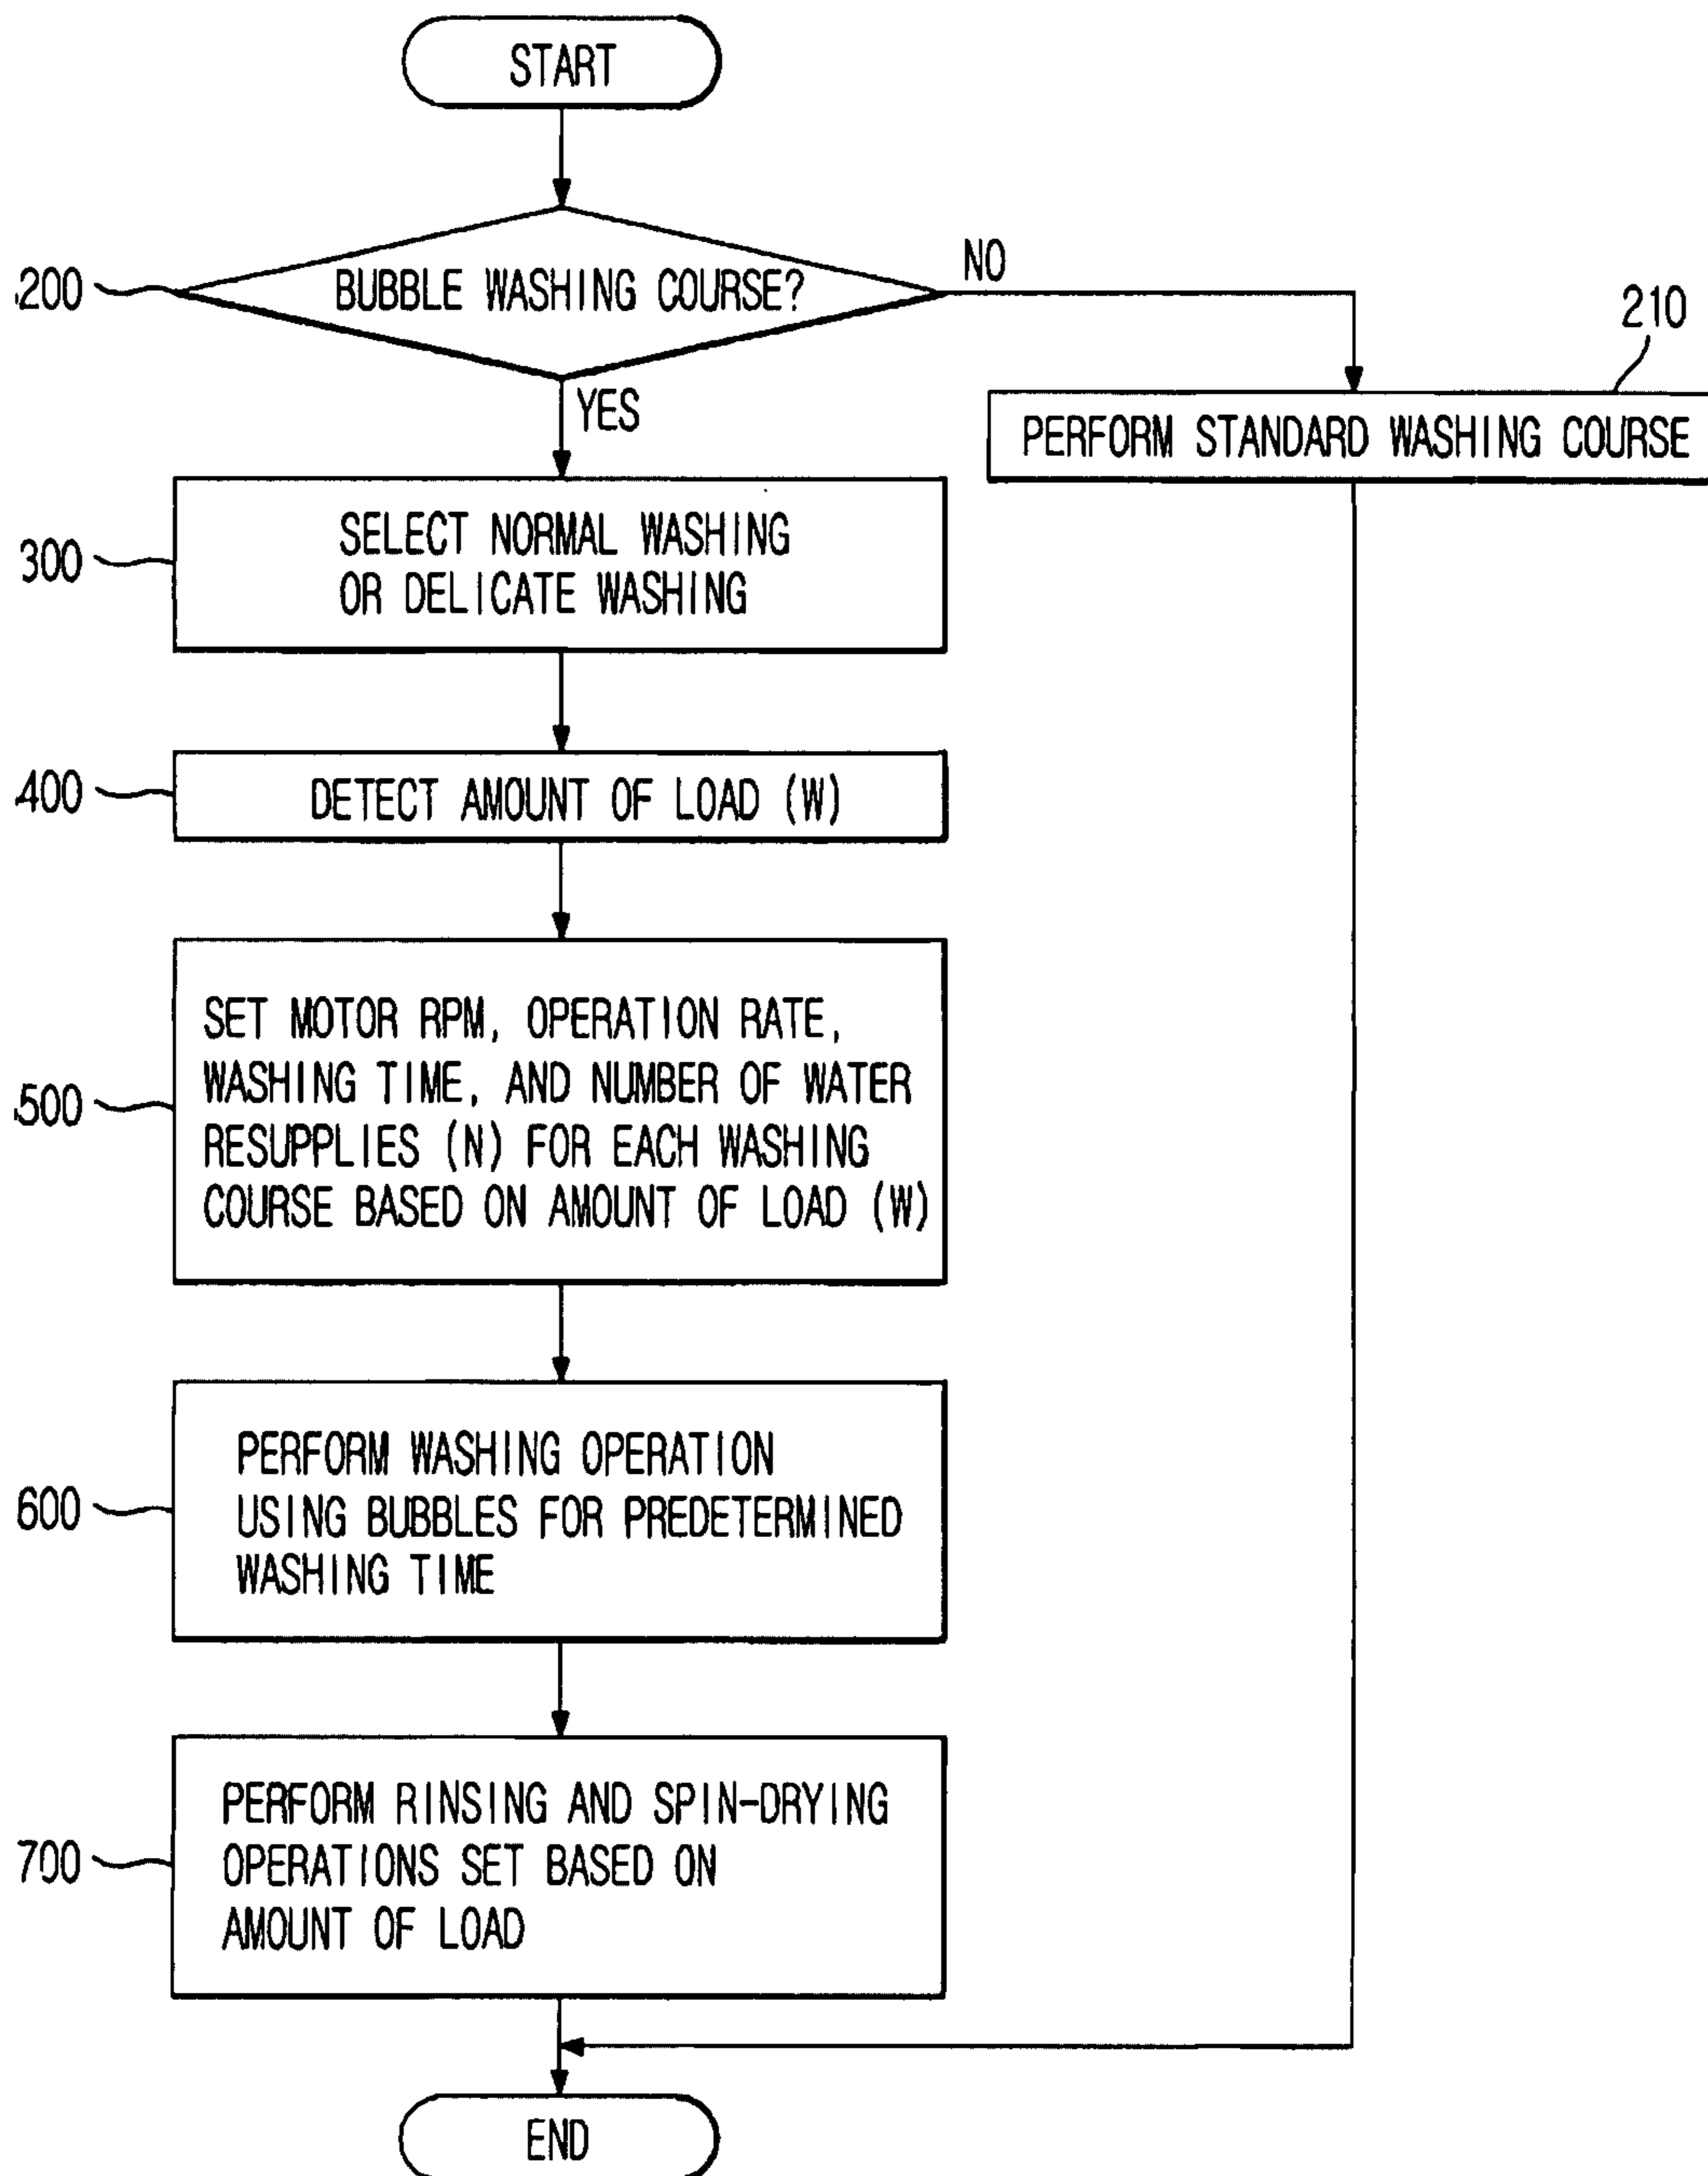 START
200
BUBBLE WASHING COURSE?
NO
210
YES
PERFORM STANDARD WASHING COURSE
300
SELECT NORMAL WASHING
OR DELICATE WASHING
400
DETECT AMOUNT OF LOAD (W)
500
SET MOTOR RPM, OPERATION RATE,
WASHING TIME, AND NUMBER OF WATER
RESUPPLIES (N) FOR EACH WASHING
COURSE BASED ON AMOUNT OF LOAD (W)
600
PERFORM WASHING OPERATION
USING BUBBLES FOR PREDETERMINED
WASHING TIME
700
PERFORM RINSING AND SPIN-DRYING
OPERATIONS SET BASED ON
AMOUNT OF LOAD
END